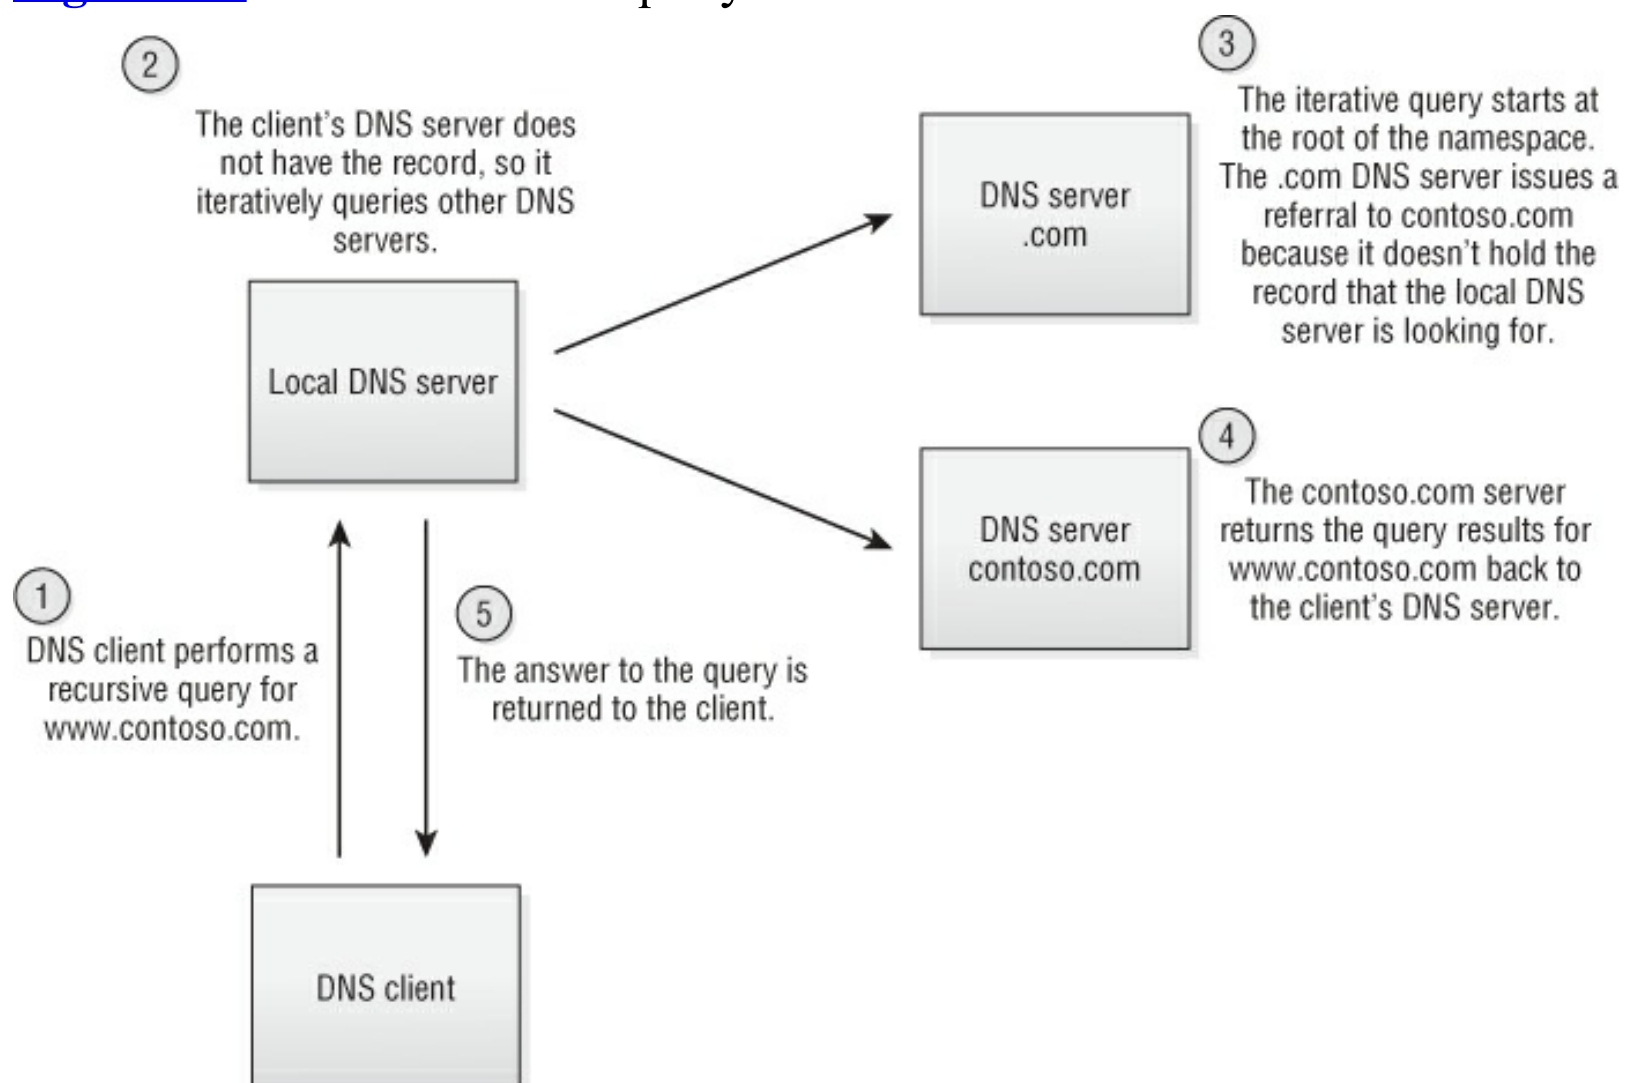 2
The client's DNS server does
not have the record, so it
iteratively queries other DNS
servers.
Local DNS server
1
DNS client performs a
recursive query for
www.contoso.com.
5
The answer to the query is
returned to the client.
DNS client
DNS server
.com
3
The iterative query starts at
the root of the namespace.
The .com DNS server issues a
referral to contoso.com
because it doesn't hold the
record that the local DNS
server is looking for.
DNS server
contoso.com
4
The contoso.com server
returns the query results for
www.contoso.com back to
the client's DNS server.